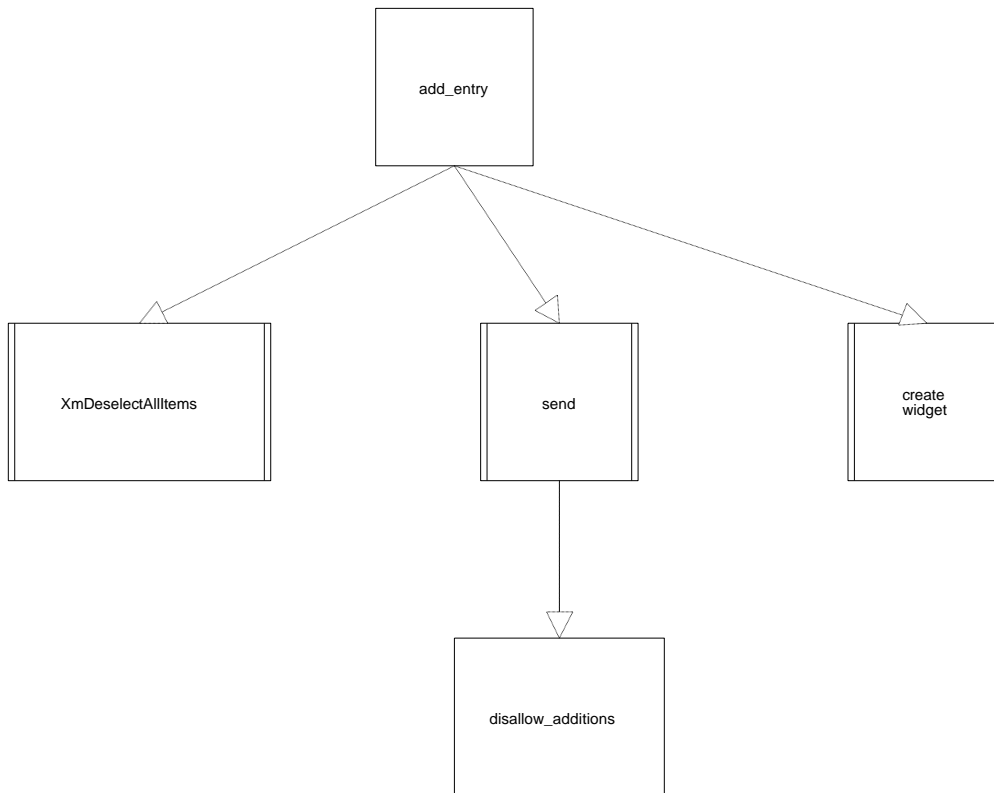 add_entry
XmDeselectAllItems
send
create
widget
disallow_additions